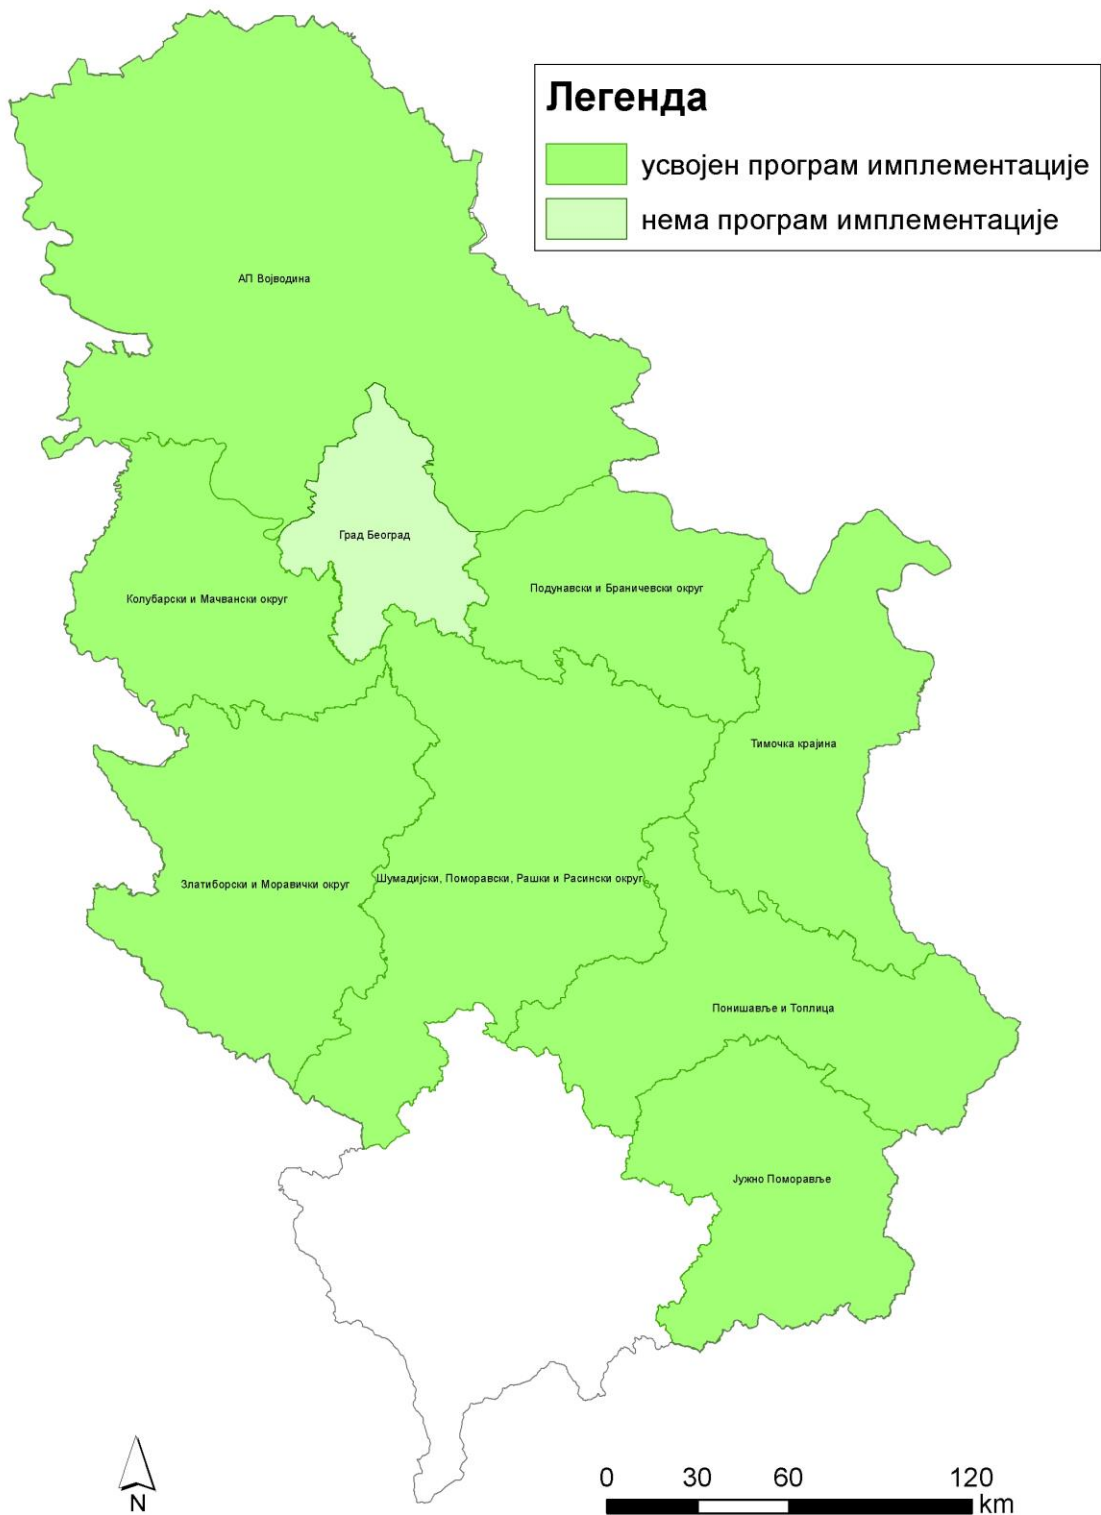 Легенда
усвојен програм имплементације
нема програм имплементације
АП Војводина
Град Београд
Подунавски и Браничевски округ
Колубарски и Мачвански округ
Тимочка крајина
Златиборски и Моравички округ
Шумадијски, Поморавски, Рашки и Расински округ
Понишавље и Топлица
Јужно Поморавље
N
0 30 60 120
km